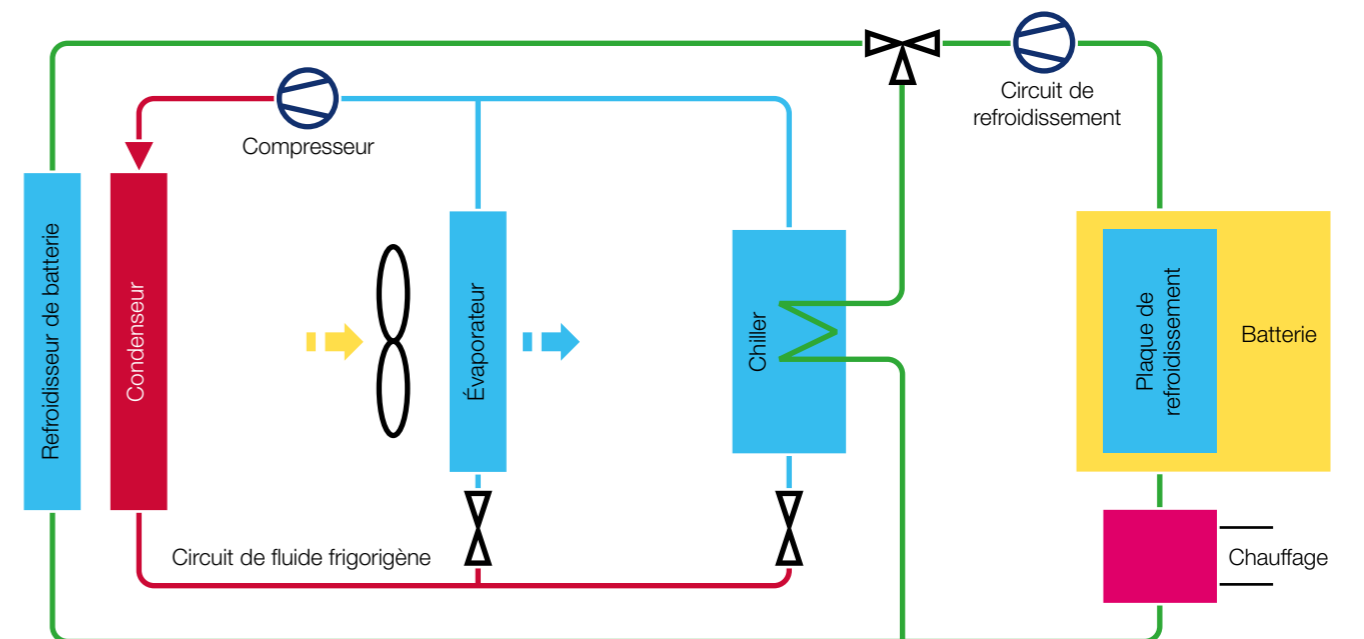 Circuit de
refroidissement
Compresseur
Refroidisseur de batterie
Condenseur
Évaporateur
Chiller
Plaque de
refroidissement
Batterie
Circuit de fluide frigorigène
Chauffage